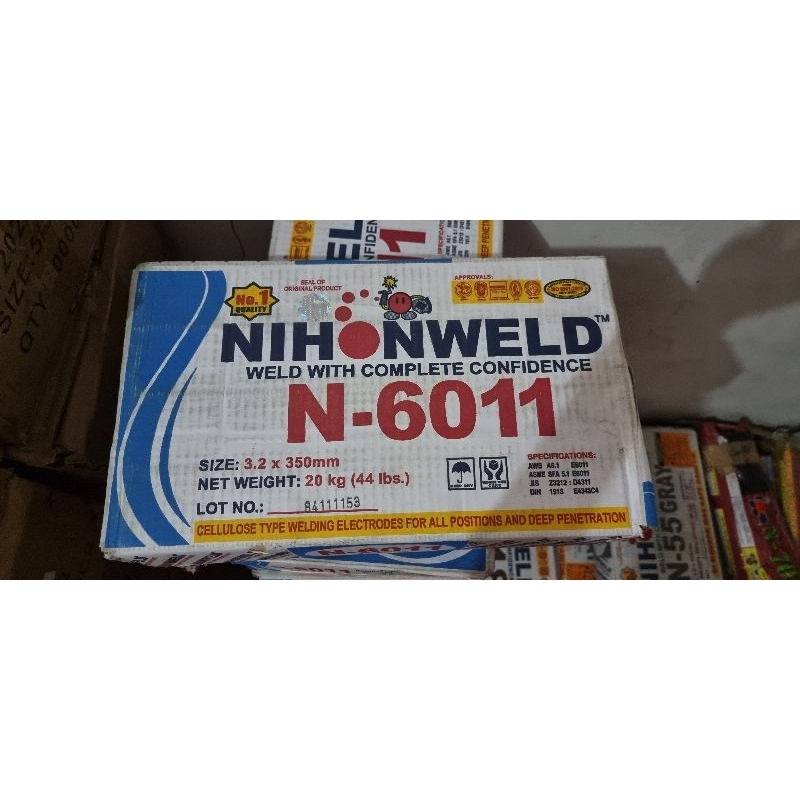 No.1
QUALITY
SEAL OF
ORIGINAL PRODUCT
APPROVALS:
NIHONWELD™
WELD WITH COMPLETE CONFIDENCE
N-6011
SIZE: 3.2 x 350mm
NET WEIGHT: 20 kg (44 lbs.)
LOT NO.: 84111153
SPECIFICATIONS:
AWS A5.1 E6011
ASME SFA 5.1 E6011
JIS Z3212 : D4311
DIN 1913 E4343C4
CELLULOSE TYPE WELDING ELECTRODES FOR ALL POSITIONS AND DEEP PENETRATION
N-6011
N-55 GRAY